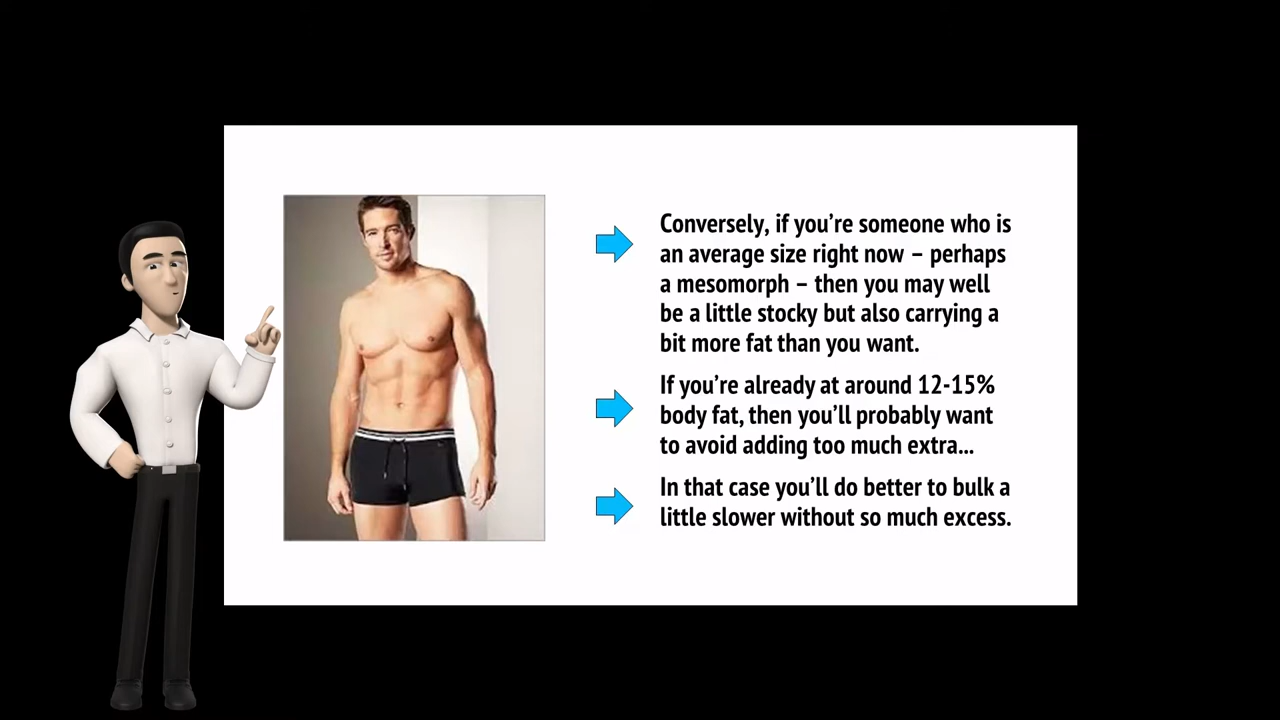 Conversely, if you’re someone who is
an average size right now – perhaps
a mesomorph – then you may well
be a little stocky but also carrying a
bit more fat than you want.
If you’re already at around 12-15%
body fat, then you’ll probably want
to avoid adding too much extra...
In that case you’ll do better to bulk a
little slower without so much excess.